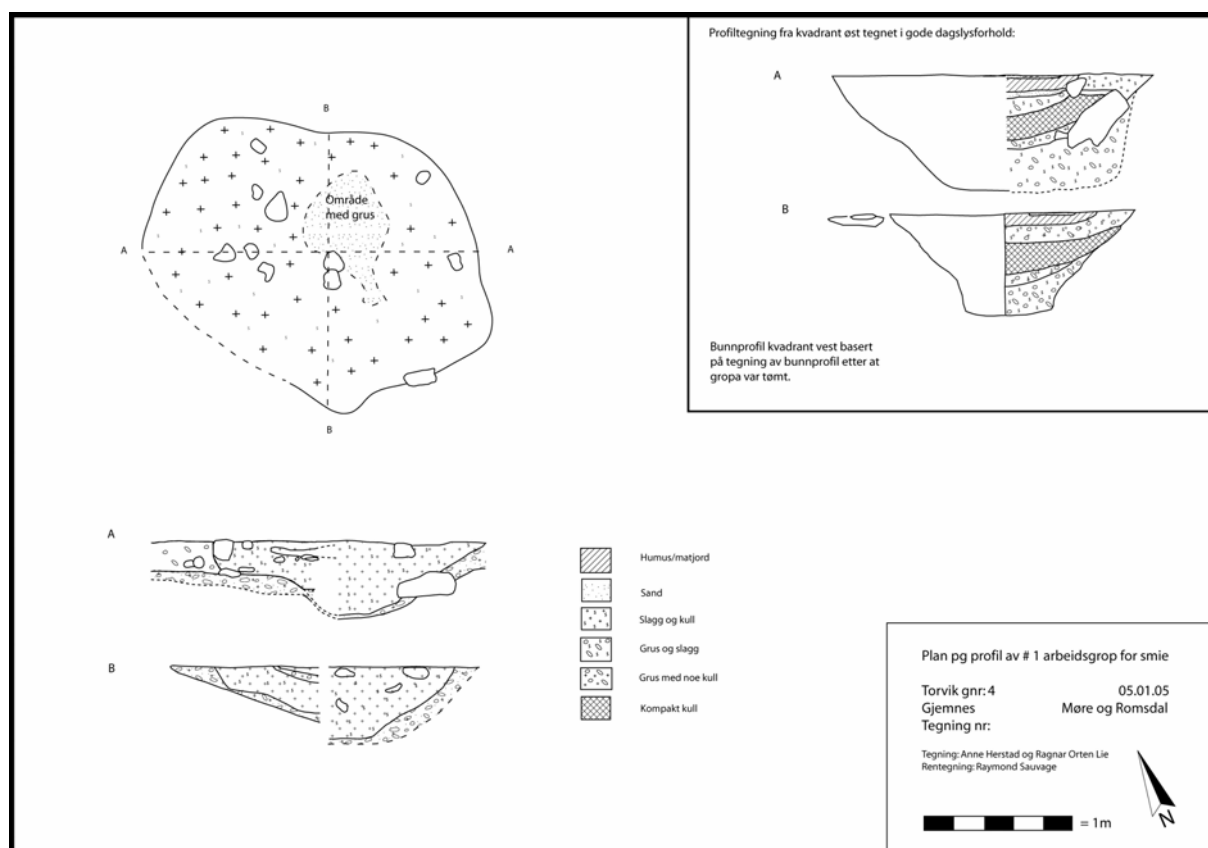 B
Område
med grus
A
A
B
Profiltegning fra kvadrant øst tegnet i gode dagslysforhold:
A
B
Bunnprofil kvadrant vest basert
på tegning av bunnprofil etter at
gropa var tømt.
A
B
Humus/matjord
Sand
Slagg og kull
Grus og slagg
Grus med noe kull
Kompakt kull
Plan pg profil av # 1 arbeidsgrop for smie
Torvik gnr: 4 05.01.05
Gjemnes Møre og Romsdal
Tegning nr:
Tegning: Anne Herstad og Ragnar Orten Lie
Rentegning: Raymond Sauvage
N
= 1m